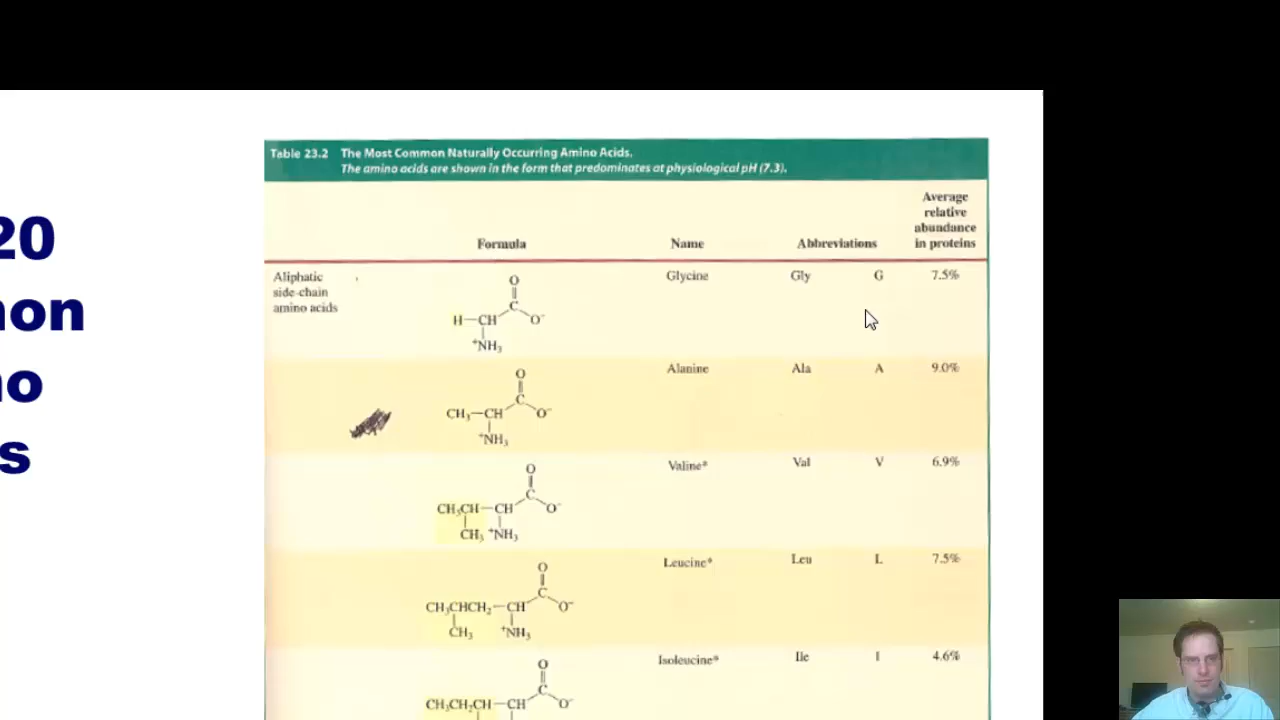 20
non
no
s
Table 23.2 The Most Common Naturally Occurring Amino Acids.
The amino acids are shown in the form that predominates at physiological pH (7.3).
Formula Name Abbreviations Average relative abundance in proteins
Aliphatic side-chain amino acids
O
C
H—CH O⁻
⁺NH₃
Glycine Gly G 7.5%
O
C
CH₃—CH O⁻
⁺NH₃
Alanine Ala A 9.0%
O
C
CH₃CH—CH O⁻
CH₃ ⁺NH₃
Valine* Val V 6.9%
O
C
CH₃CHCH₂—CH O⁻
CH₃ ⁺NH₃
Leucine* Leu L 7.5%
O
C
CH₃CH₂CH—CH O⁻
Isoleucine* Ile I 4.6%